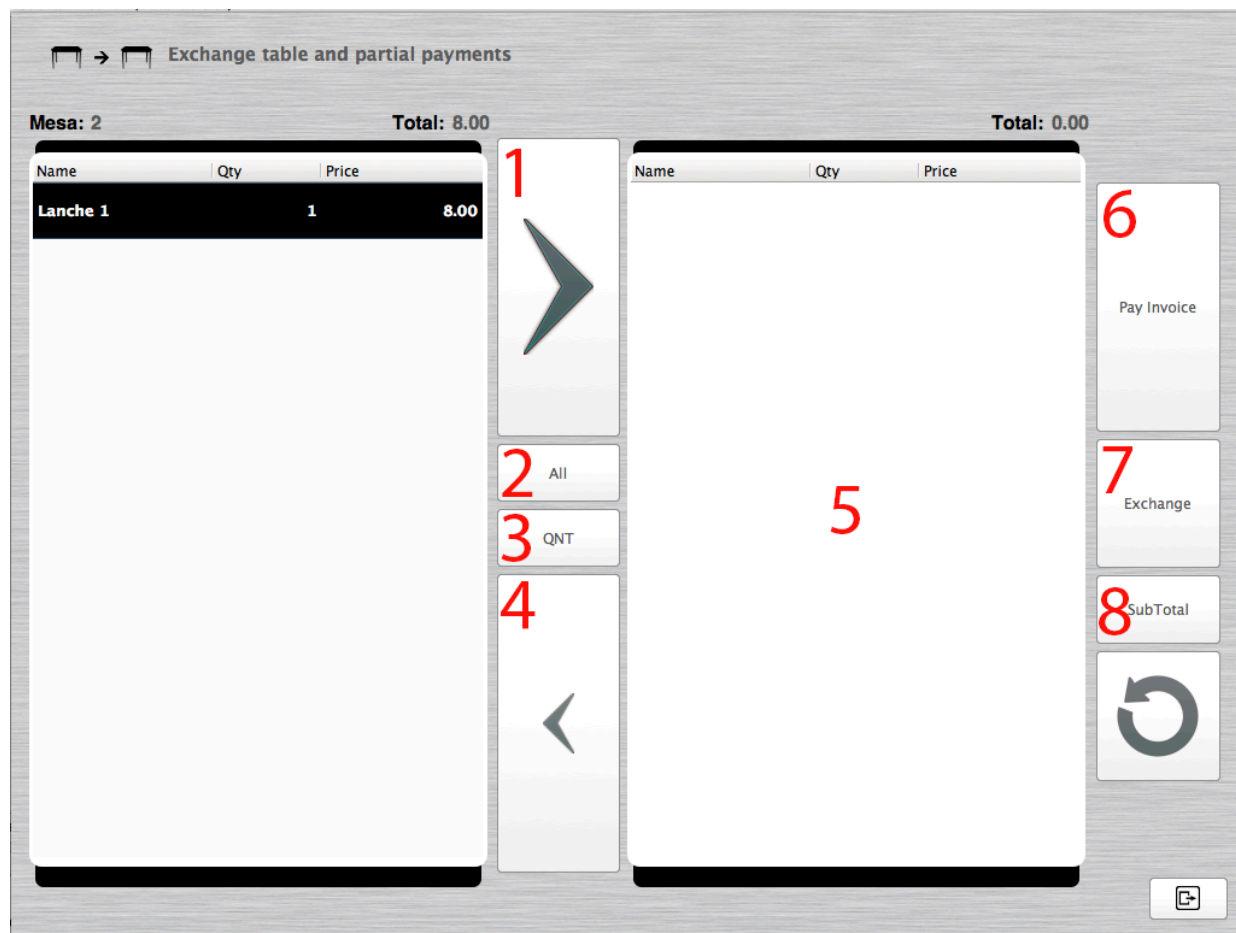 Exchange table and partial payments
Mesa: 2 Total: 8.00 Total: 0.00
Name Qty Price
Lanche 1 1 8.00
1
2 All
3 QNT
4
Name Qty Price
5
6
Pay Invoice
7
Exchange
8 SubTotal